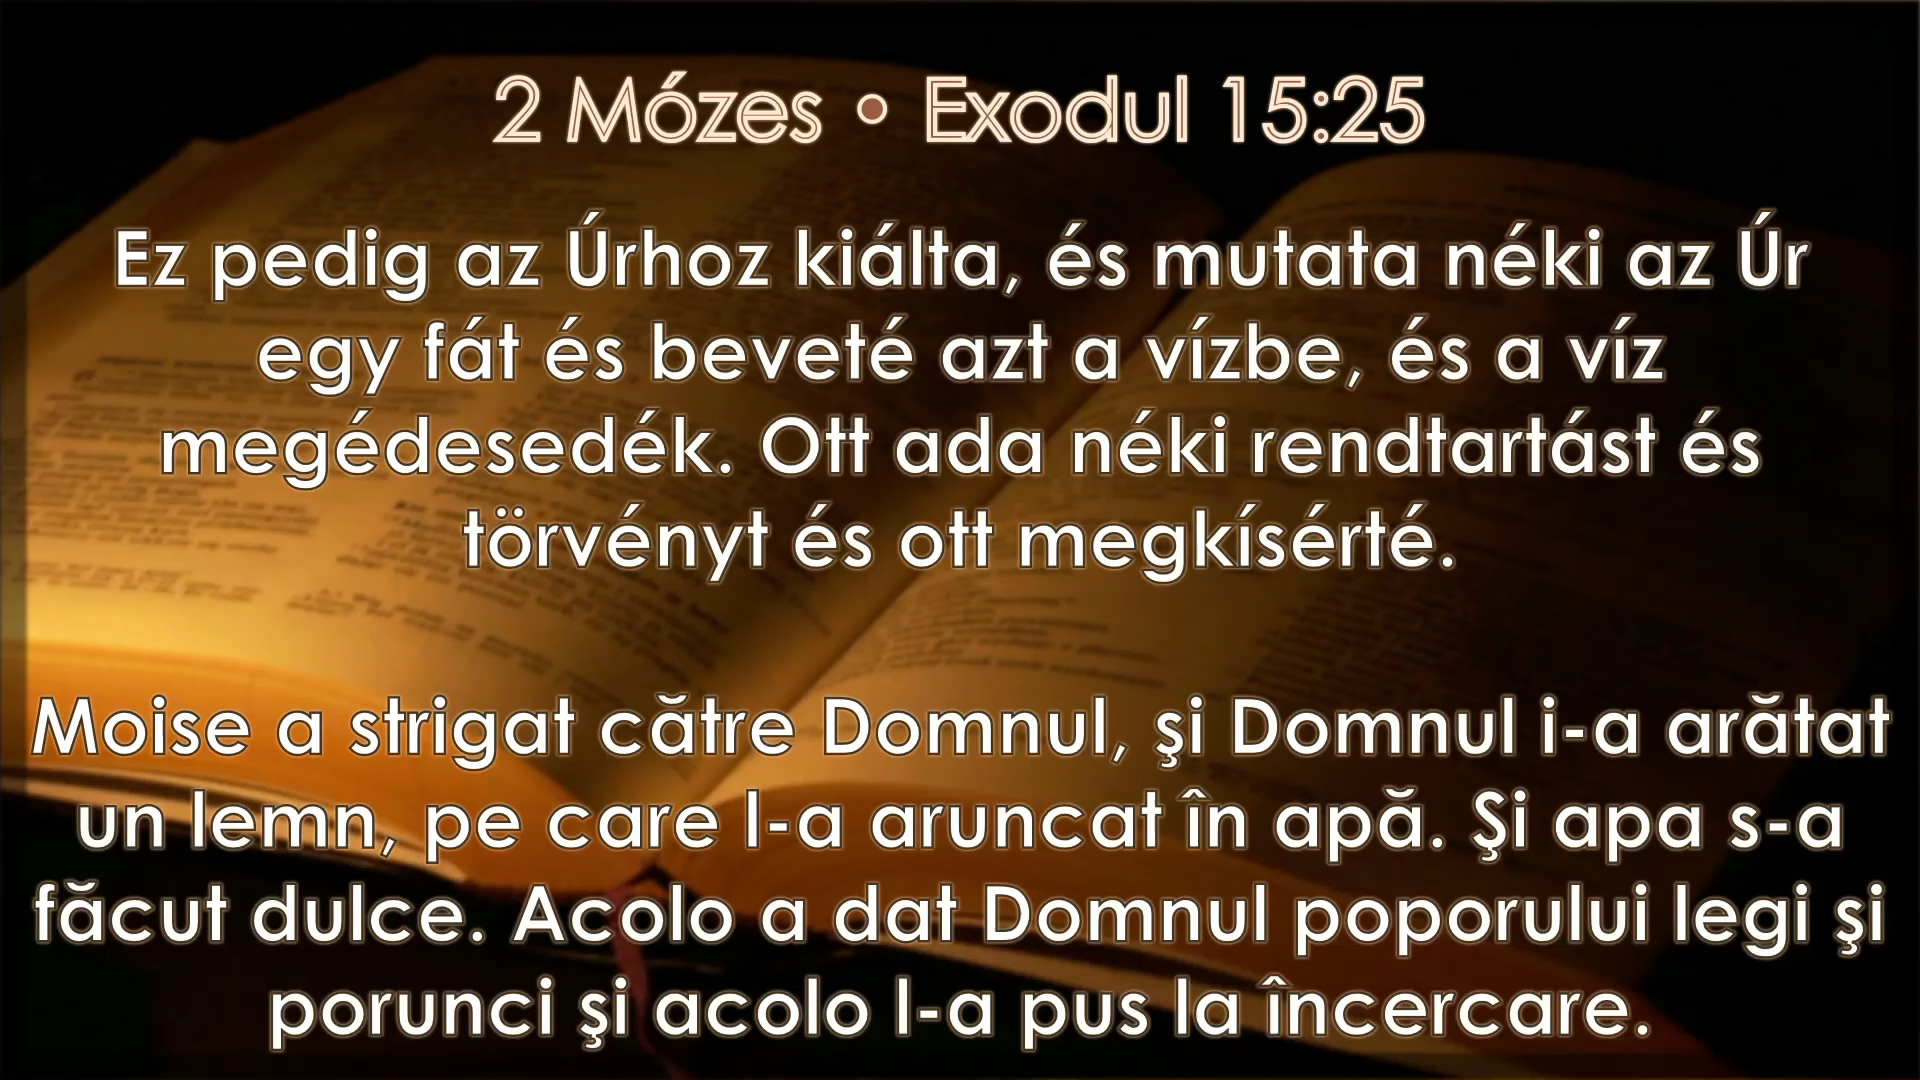 2 Mózes • Exodul 15:25
Ez pedig az Úrhoz kiálta, és mutata néki az Úr
egy fát és beveté azt a vízbe, és a víz
megédesedék. Ott ada néki rendtartást és
törvényt és ott megkísérté.
Moise a strigat către Domnul, şi Domnul i-a arătat
un lemn, pe care l-a aruncat în apă. Şi apa s-a
făcut dulce. Acolo a dat Domnul poporului legi şi
porunci şi acolo l-a pus la încercare.